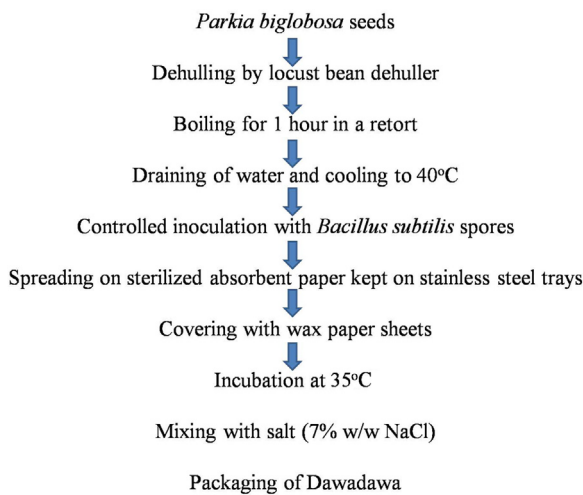 Parkia biglobosa seeds
Dehulling by locust bean dehuller
Boiling for 1 hour in a retort
Draining of water and cooling to 40°C
Controlled inoculation with Bacillus subtilis spores
Spreading on sterilized absorbent paper kept on stainless steel trays
Covering with wax paper sheets
Incubation at 35°C
Mixing with salt (7% w/w NaCl)
Packaging of Dawadawa